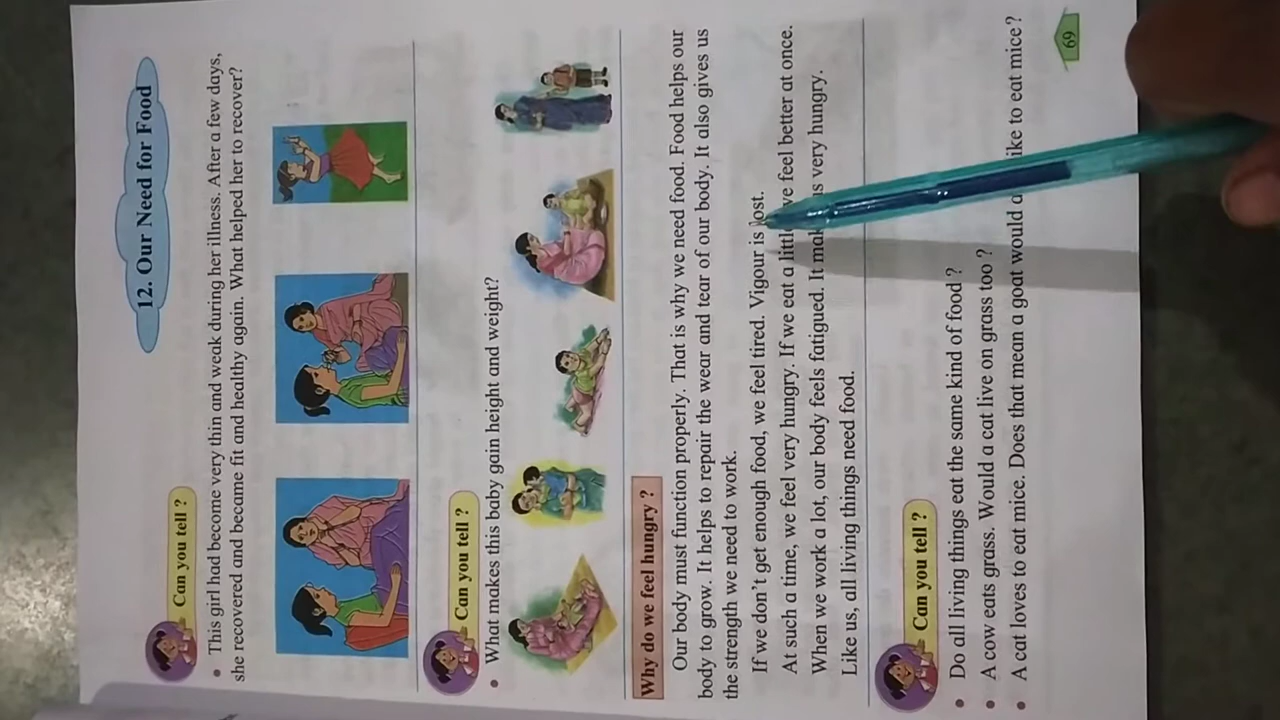 12. Our Need for Food
Can you tell ?
• This girl had become very thin and weak during her illness. After a few days,
she recovered and became fit and healthy again. What helped her to recover?
Can you tell ?
• What makes this baby gain height and weight?
Why do we feel hungry ?
Our body must function properly. That is why we need food. Food helps our
body to grow. It helps to repair the wear and tear of our body. It also gives us
the strength we need to work.
If we don't get enough food, we feel tired. Vigour is lost.
At such a time, we feel very hungry. If we eat a little we feel better at once.
When we work a lot, our body feels fatigued. It makes us very hungry.
Like us, all living things need food.
Can you tell ?
• Do all living things eat the same kind of food ?
• A cow eats grass. Would a cat live on grass too ?
• A cat loves to eat mice. Does that mean a goat would like to eat mice?
69